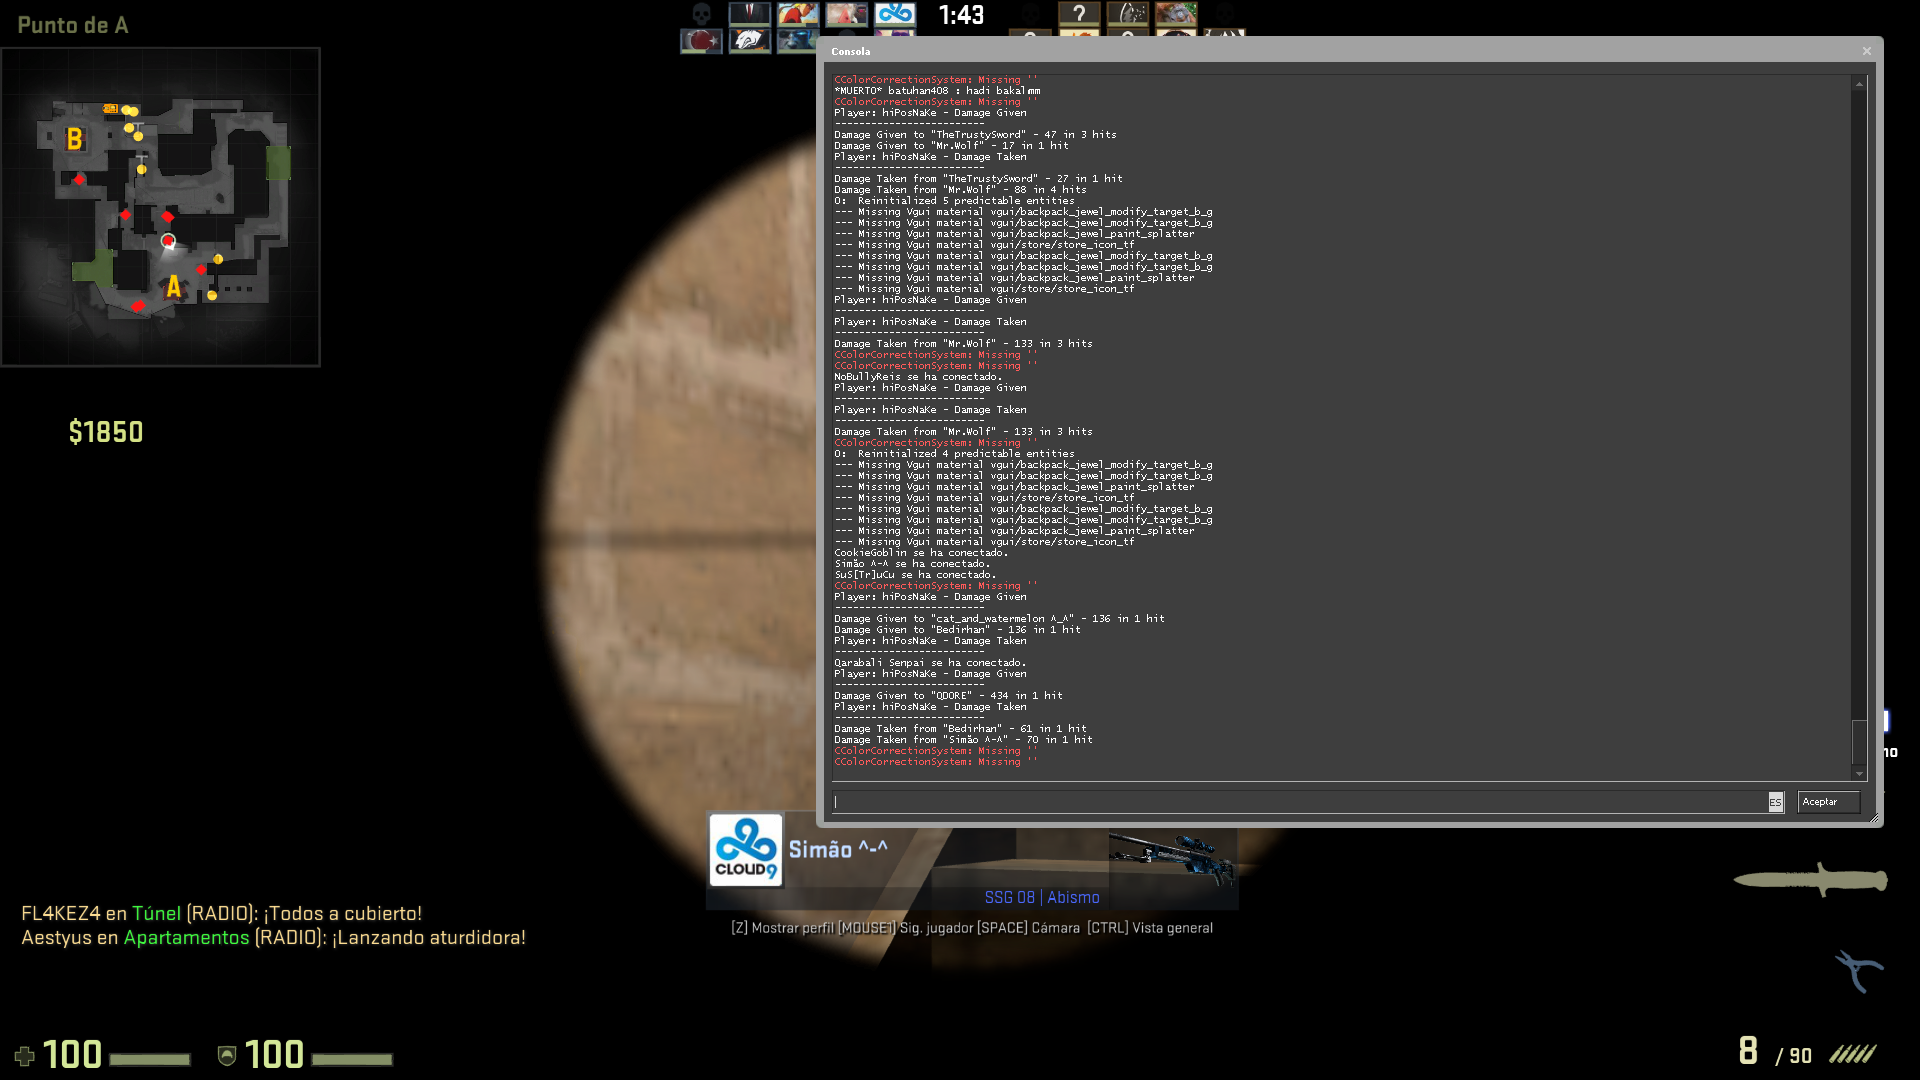 Punto de A
1:43
?
B
A
$1850
Consola
CColorCorrectionSystem: Missing ''
*MUERTO* batuhan408 : hadi bakalımm
CColorCorrectionSystem: Missing ''
Player: hiPosNaKe - Damage Given
-------------------------
Damage Given to "TheTrustySword" - 47 in 3 hits
Damage Given to "Mr.Wolf" - 17 in 1 hit
Player: hiPosNaKe - Damage Taken
-------------------------
Damage Taken from "TheTrustySword" - 27 in 1 hit
Damage Taken from "Mr.Wolf" - 88 in 4 hits
0:  Reinitialized 5 predictable entities
--- Missing Vgui material vgui/backpack_jewel_modify_target_b_g
--- Missing Vgui material vgui/backpack_jewel_modify_target_b_g
--- Missing Vgui material vgui/backpack_jewel_paint_splatter
--- Missing Vgui material vgui/store/store_icon_tf
--- Missing Vgui material vgui/backpack_jewel_modify_target_b_g
--- Missing Vgui material vgui/backpack_jewel_modify_target_b_g
--- Missing Vgui material vgui/backpack_jewel_paint_splatter
--- Missing Vgui material vgui/store/store_icon_tf
Player: hiPosNaKe - Damage Given
-------------------------
Player: hiPosNaKe - Damage Taken
-------------------------
Damage Taken from "Mr.Wolf" - 133 in 3 hits
CColorCorrectionSystem: Missing ''
CColorCorrectionSystem: Missing ''
NoBullyReis se ha conectado.
Player: hiPosNaKe - Damage Given
-------------------------
Player: hiPosNaKe - Damage Taken
-------------------------
Damage Taken from "Mr.Wolf" - 133 in 3 hits
CColorCorrectionSystem: Missing ''
0:  Reinitialized 4 predictable entities
--- Missing Vgui material vgui/backpack_jewel_modify_target_b_g
--- Missing Vgui material vgui/backpack_jewel_modify_target_b_g
--- Missing Vgui material vgui/backpack_jewel_paint_splatter
--- Missing Vgui material vgui/store/store_icon_tf
--- Missing Vgui material vgui/backpack_jewel_modify_target_b_g
--- Missing Vgui material vgui/backpack_jewel_modify_target_b_g
--- Missing Vgui material vgui/backpack_jewel_paint_splatter
--- Missing Vgui material vgui/store/store_icon_tf
CookieGoblin se ha conectado.
Simão ^-^ se ha conectado.
SuS[Tr]uCu se ha conectado.
CColorCorrectionSystem: Missing ''
Player: hiPosNaKe - Damage Given
-------------------------
Damage Given to "cat_and_watermelon ^_^" - 136 in 1 hit
Damage Given to "Bedirhan" - 136 in 1 hit
Player: hiPosNaKe - Damage Taken
-------------------------
Qarabali Senpai se ha conectado.
Player: hiPosNaKe - Damage Given
-------------------------
Damage Given to "QDORE" - 434 in 1 hit
Player: hiPosNaKe - Damage Taken
-------------------------
Damage Taken from "Bedirhan" - 61 in 1 hit
Damage Taken from "Simão ^-^" - 70 in 1 hit
CColorCorrectionSystem: Missing ''
CColorCorrectionSystem: Missing ''
ES
Aceptar
CLOUD9
Simão ^-^
SSG 08 | Abismo
[Z] Mostrar perfil [MOUSE1] Sig. jugador [SPACE] Cámara  [CTRL] Vista general
FL4KEZ4 en Túnel (RADIO): ¡Todos a cubierto!
Aestyus en Apartamentos (RADIO): ¡Lanzando aturdidora!
100
100
8 / 90